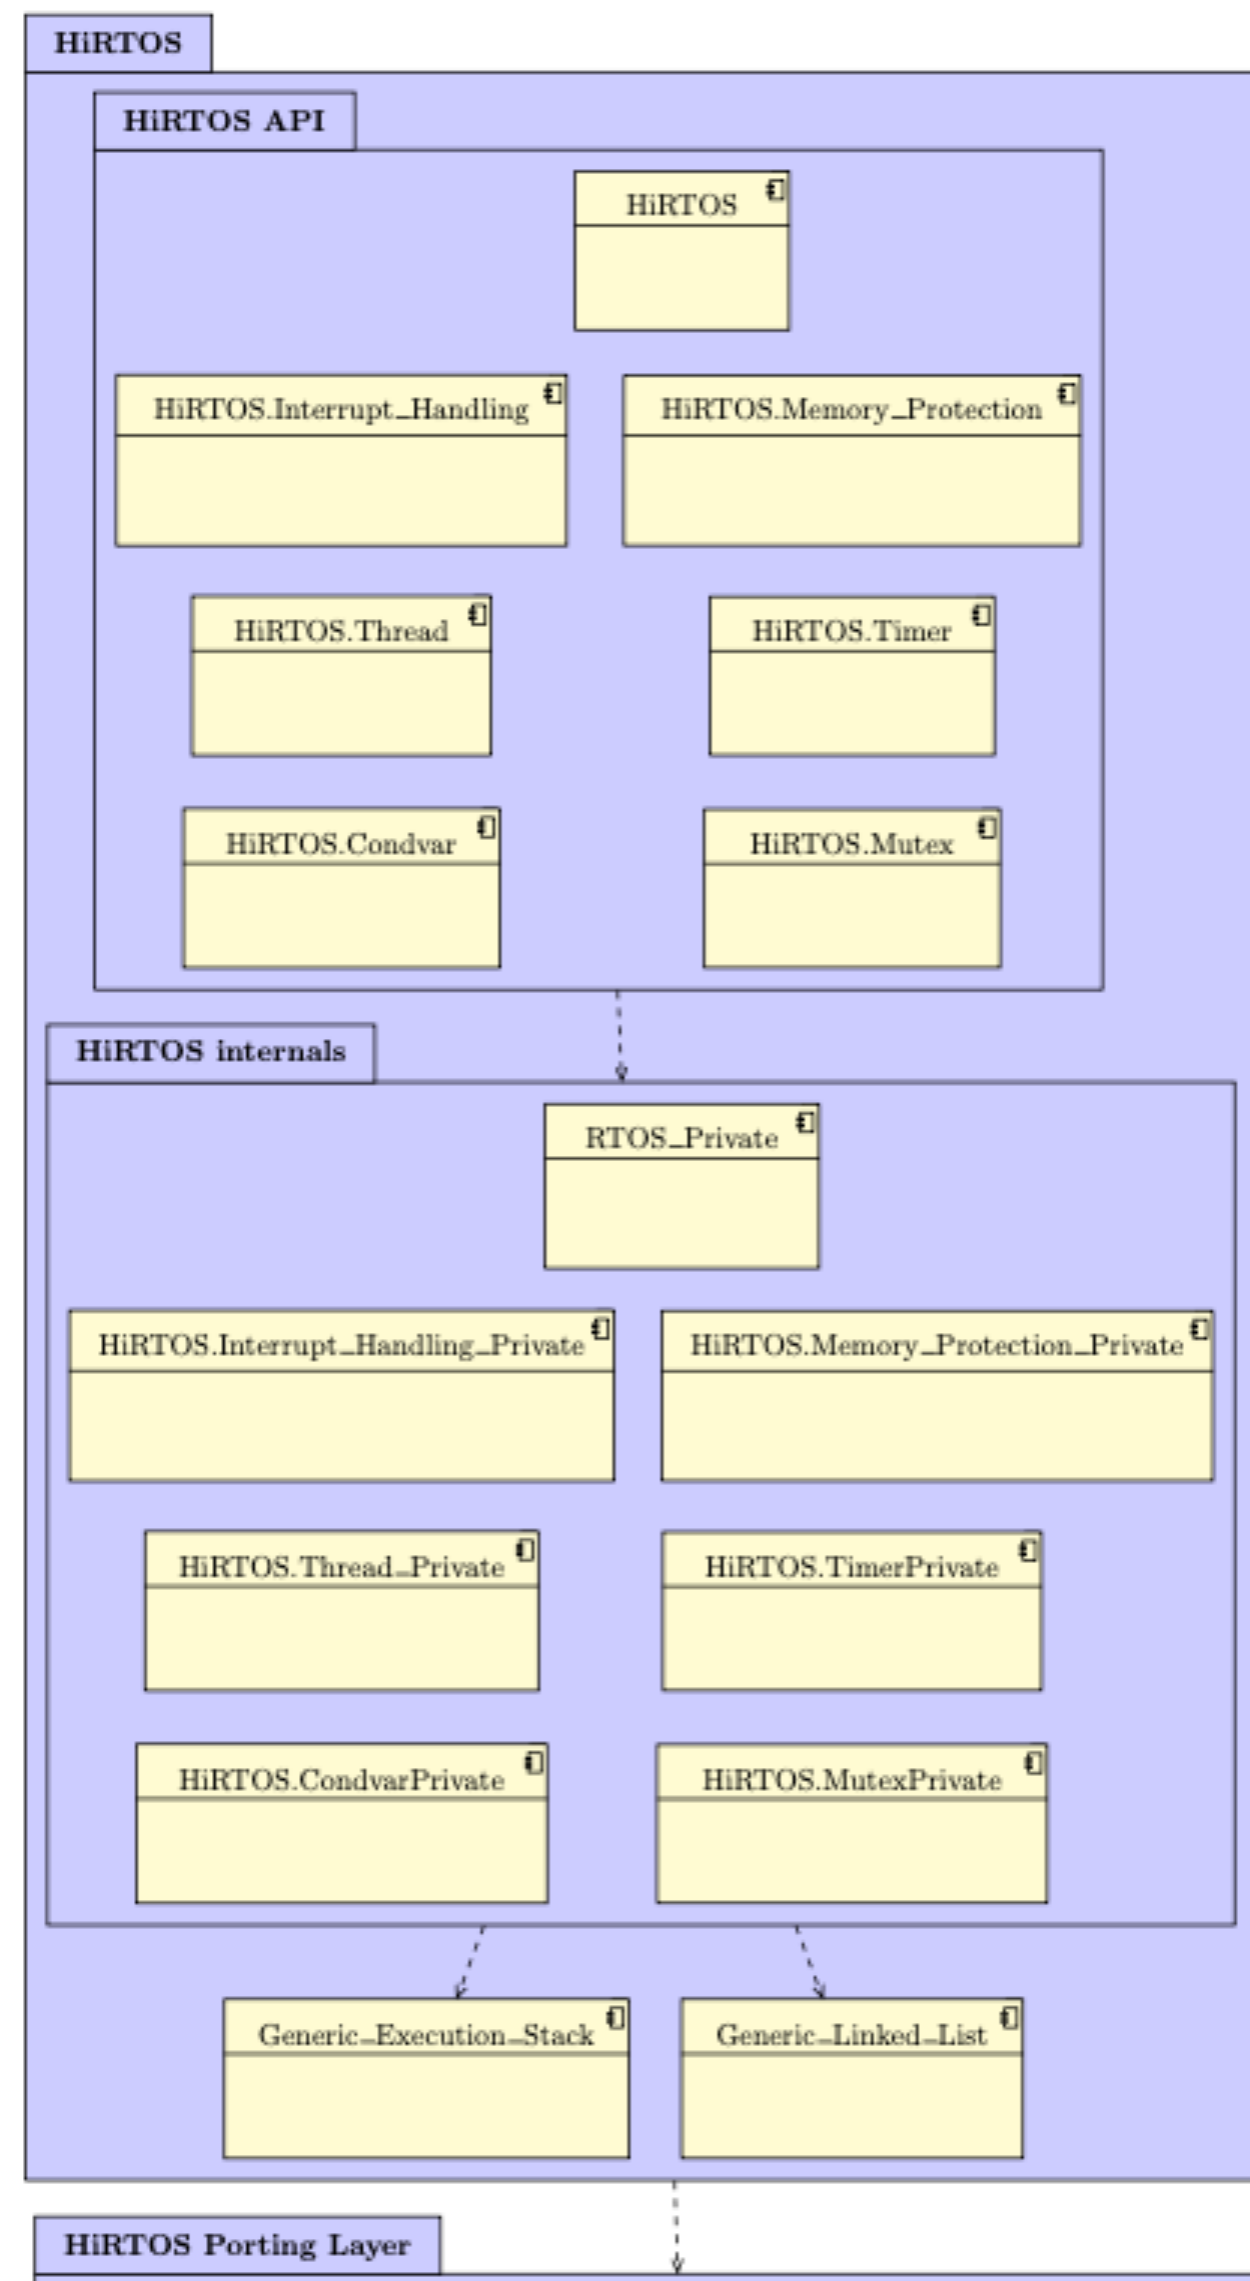 HiRTOS
HiRTOS API
HiRTOS
HiRTOS.Interrupt_Handling
HiRTOS.Memory_Protection
HiRTOS.Thread
HiRTOS.Timer
HiRTOS.Condvar
HiRTOS.Mutex
HiRTOS internals
RTOS_Private
HiRTOS.Interrupt_Handling_Private
HiRTOS.Memory_Protection_Private
HiRTOS.Thread_Private
HiRTOS.TimerPrivate
HiRTOS.CondvarPrivate
HiRTOS.MutexPrivate
Generic_Execution_Stack
Generic_Linked_List
HiRTOS Porting Layer